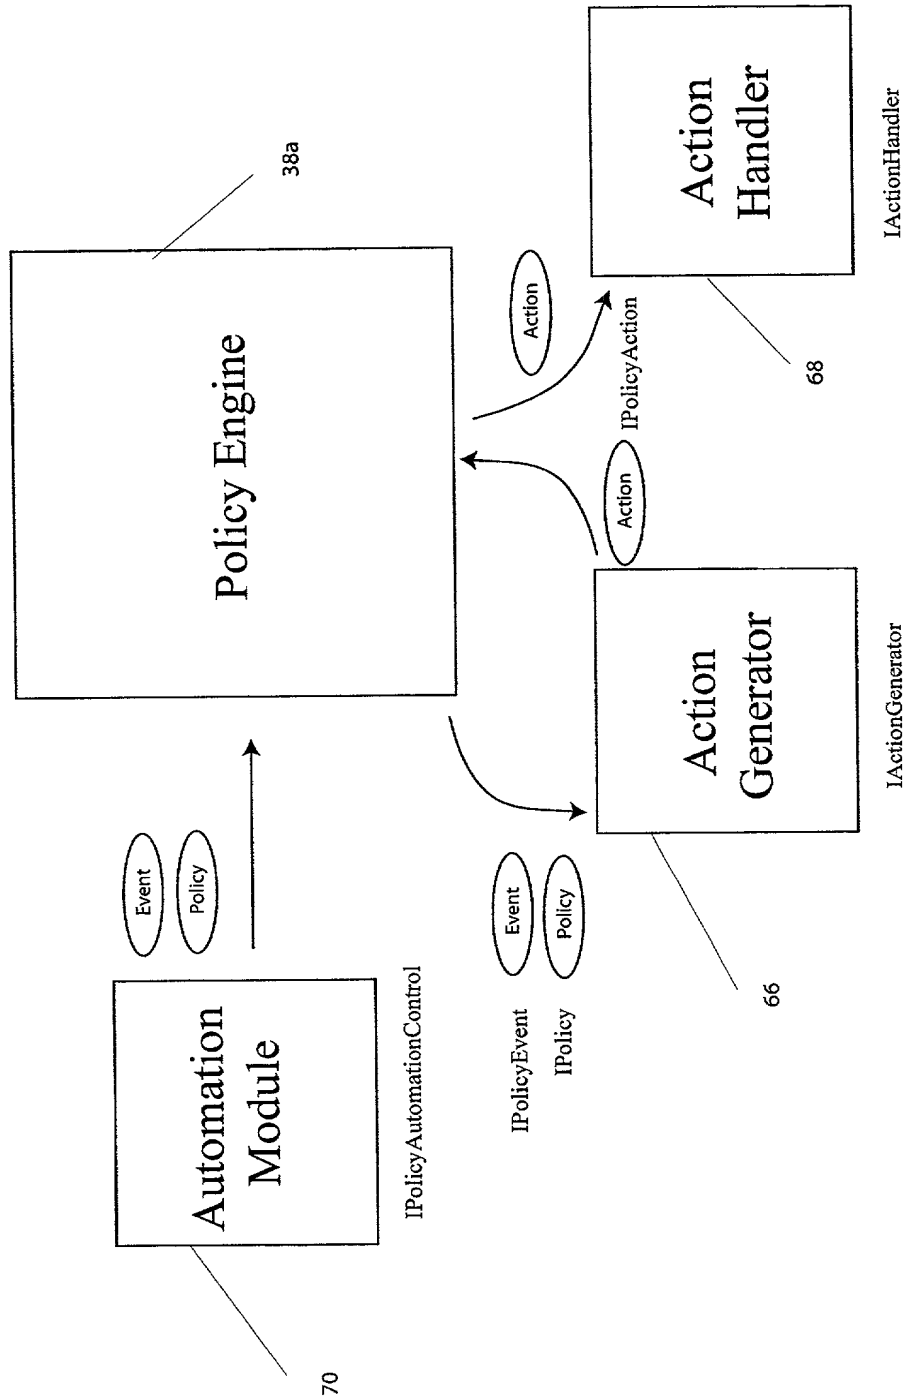 70
Automation
Module
IPolicyAutomationControl
Event
Policy
Policy Engine
38a
IPolicyEvent
IPolicy
Event
Policy
66
Action
Generator
IActionGenerator
Action
IPolicyAction
Action
68
Action
Handler
IActionHandler